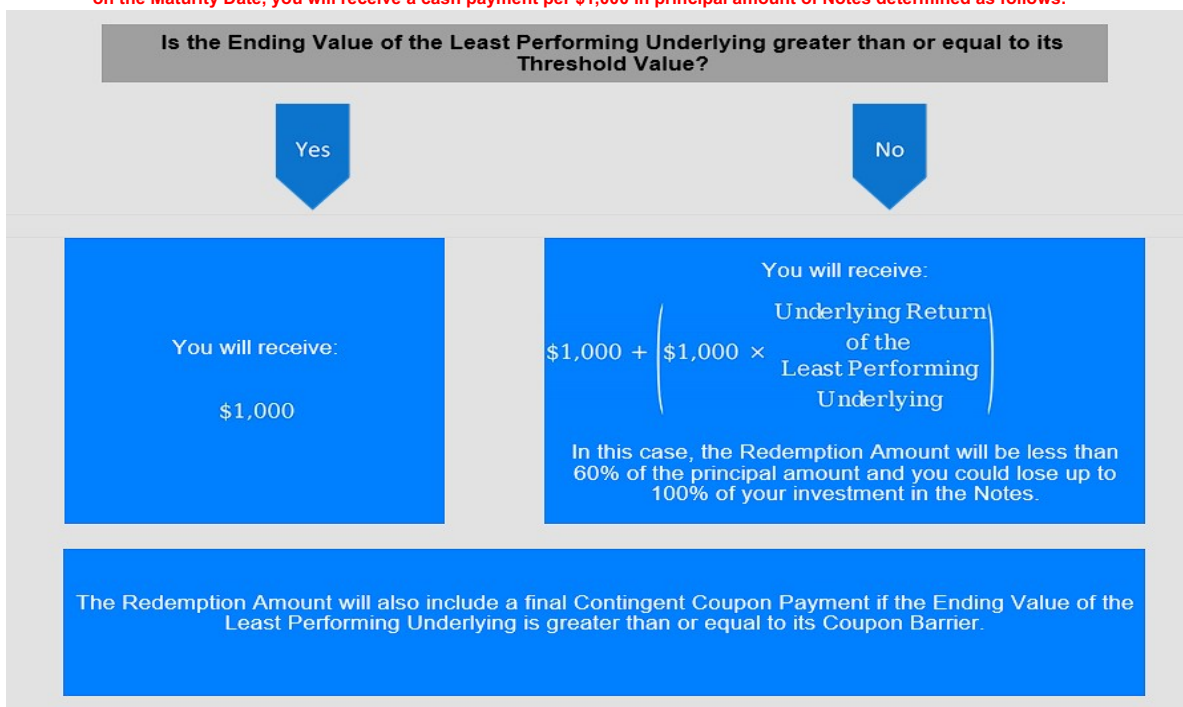 on the Maturity Date, you will receive a cash payment per $1,000 in principal amount of Notes determined as follows:
Is the Ending Value of the Least Performing Underlying greater than or equal to its
Threshold Value?
Yes
No
You will receive:
$1,000
You will receive:
$1,000 + ($1,000 × Underlying Return
of the
Least Performing
Underlying)
In this case, the Redemption Amount will be less than
60% of the principal amount and you could lose up to
100% of your investment in the Notes.
The Redemption Amount will also include a final Contingent Coupon Payment if the Ending Value of the
Least Performing Underlying is greater than or equal to its Coupon Barrier.